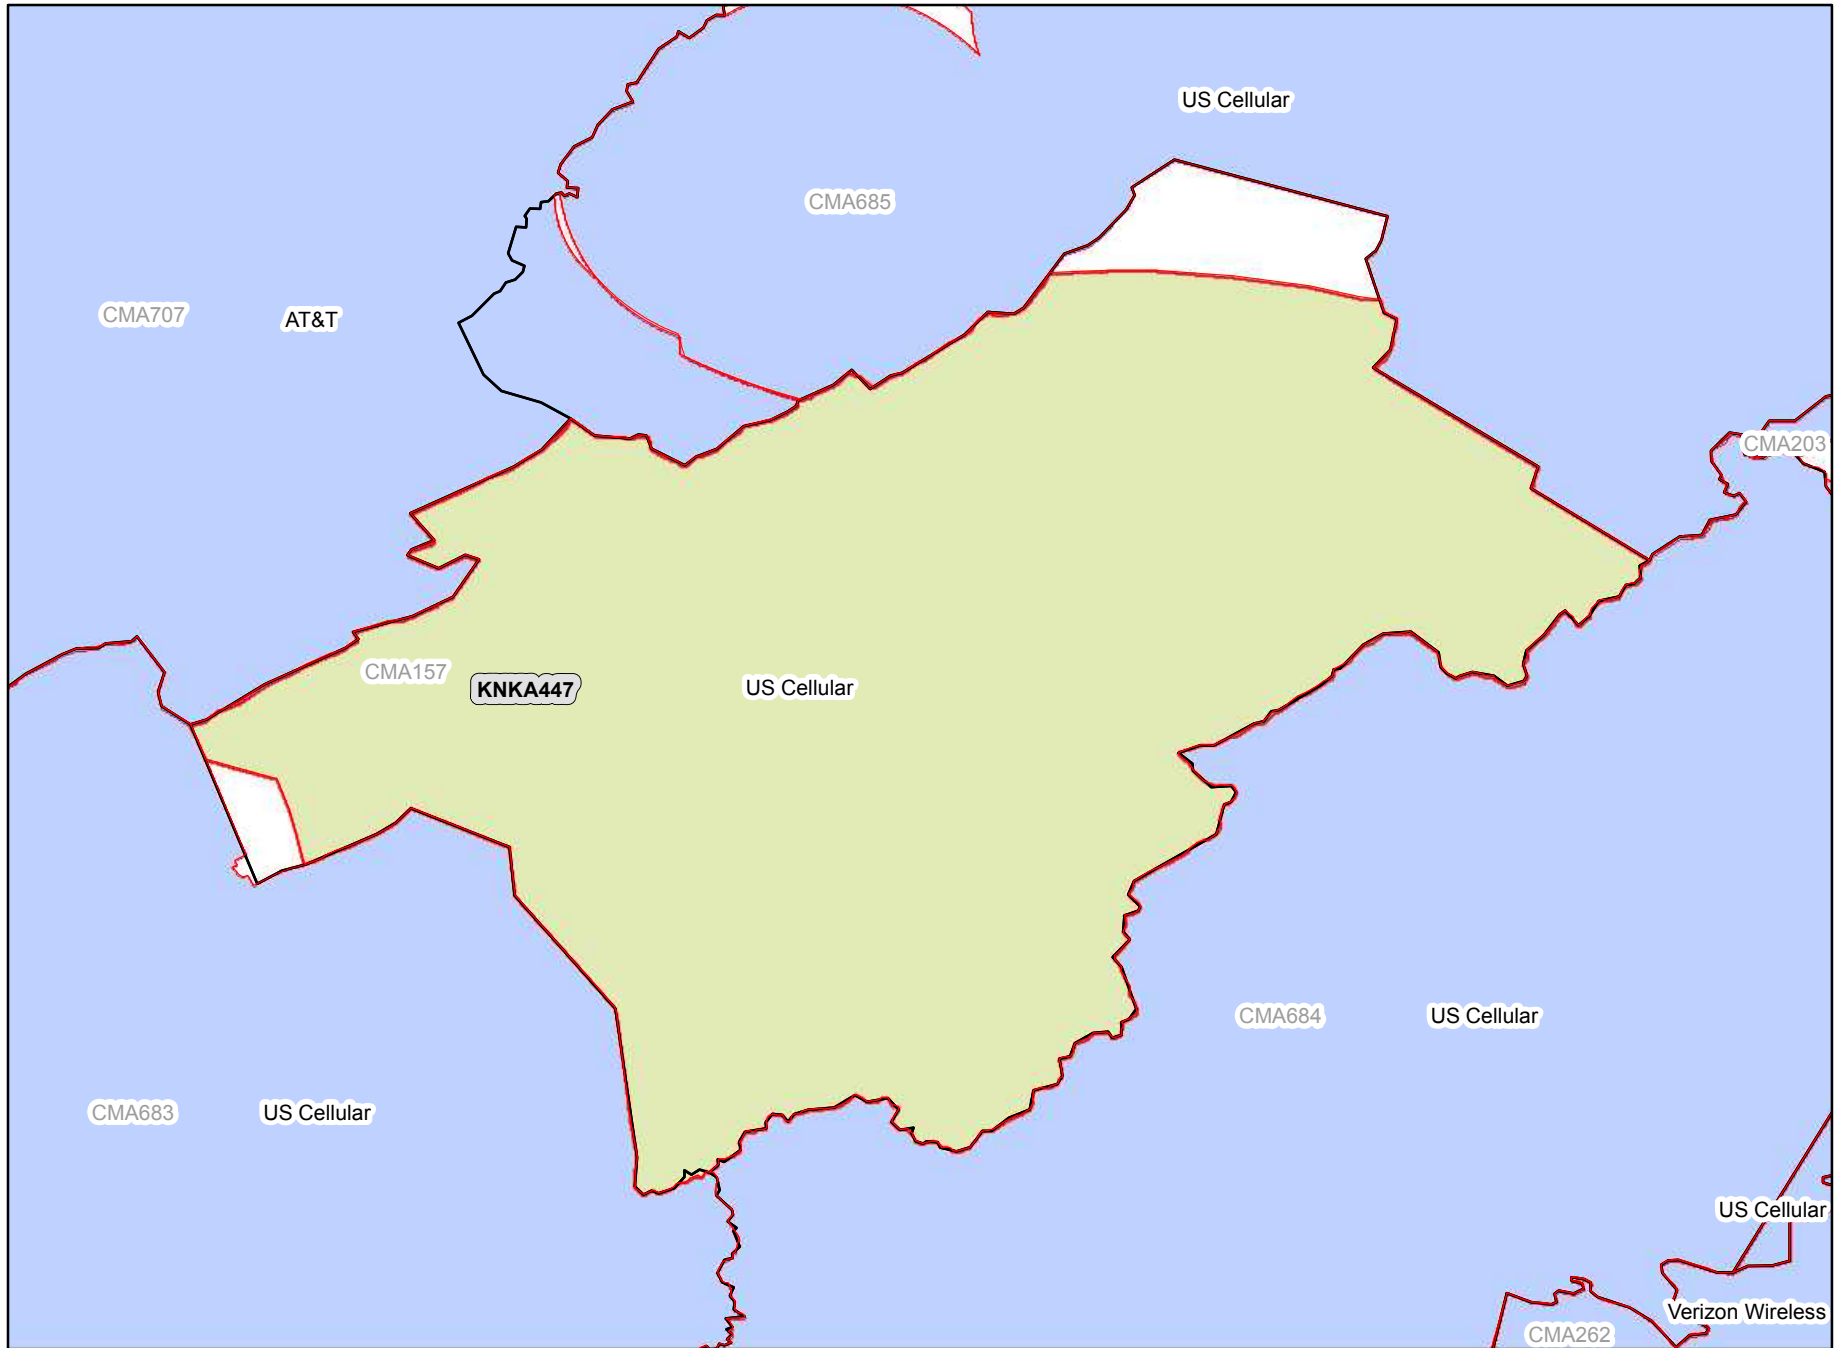 US Cellular
CMA685
CMA707
AT&T
CMA203
CMA157
KNKA447
US Cellular
CMA684
US Cellular
CMA683
US Cellular
US Cellular
Verizon Wireless
CMA262